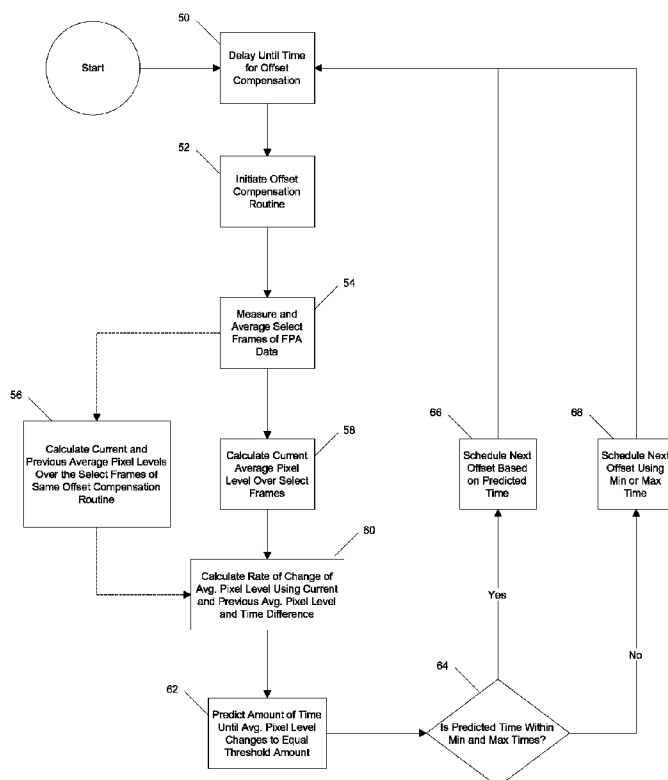 50
Start
Delay Until Time
for Offset
Compensation
52
Initiate Offset
Compensation
Routine
54
Measure and
Average Select
Frames of FPA
Data
56
Calculate Current and
Previous Average Pixel Levels
Over the Select Frames of
Same Offset Compensation
Routine
58
Calculate Current
Average Pixel
Level Over Select
Frames
66
Schedule Next
Offset Based
on Predicted
Time
68
Schedule Next
Offset Using
Min or Max
Time
60
Calculate Rate of Change of
Avg. Pixel Level Using Current
and Previous Avg. Pixel Level
and Time Difference
Yes
No
62
Predict Amount of Time
Until Avg. Pixel Level
Changes to Equal
Threshold Amount
64
Is Predicted Time Within
Min and Max Times?